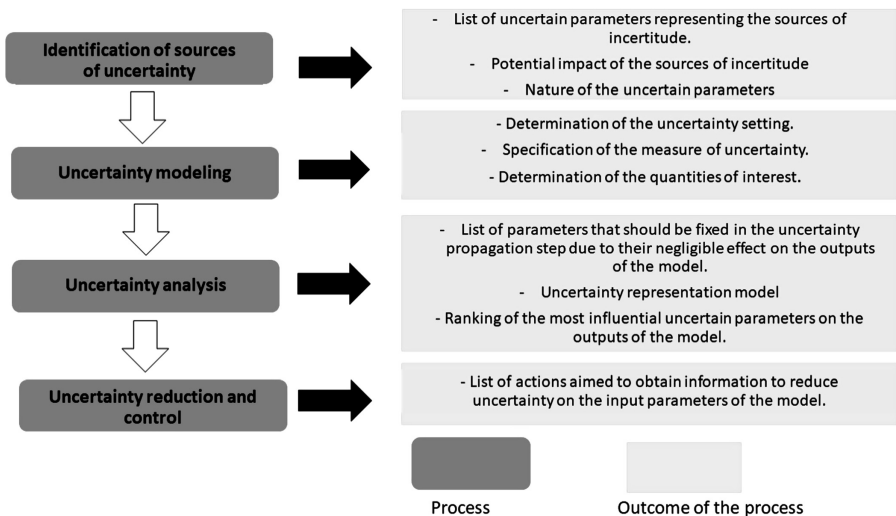 Identification of sources
of uncertainty
- List of uncertain parameters representing the sources of
incertitude.
- Potential impact of the sources of incertitude
- Nature of the uncertain parameters
Uncertainty modeling
- Determination of the uncertainty setting.
- Specification of the measure of uncertainty.
- Determination of the quantities of interest.
Uncertainty analysis
- List of parameters that should be fixed in the uncertainty
propagation step due to their negligible effect on the outputs
of the model.
- Uncertainty representation model
- Ranking of the most influential uncertain parameters on the
outputs of the model.
Uncertainty reduction and
control
- List of actions aimed to obtain information to reduce
uncertainty on the input parameters of the model.
Process
Outcome of the process